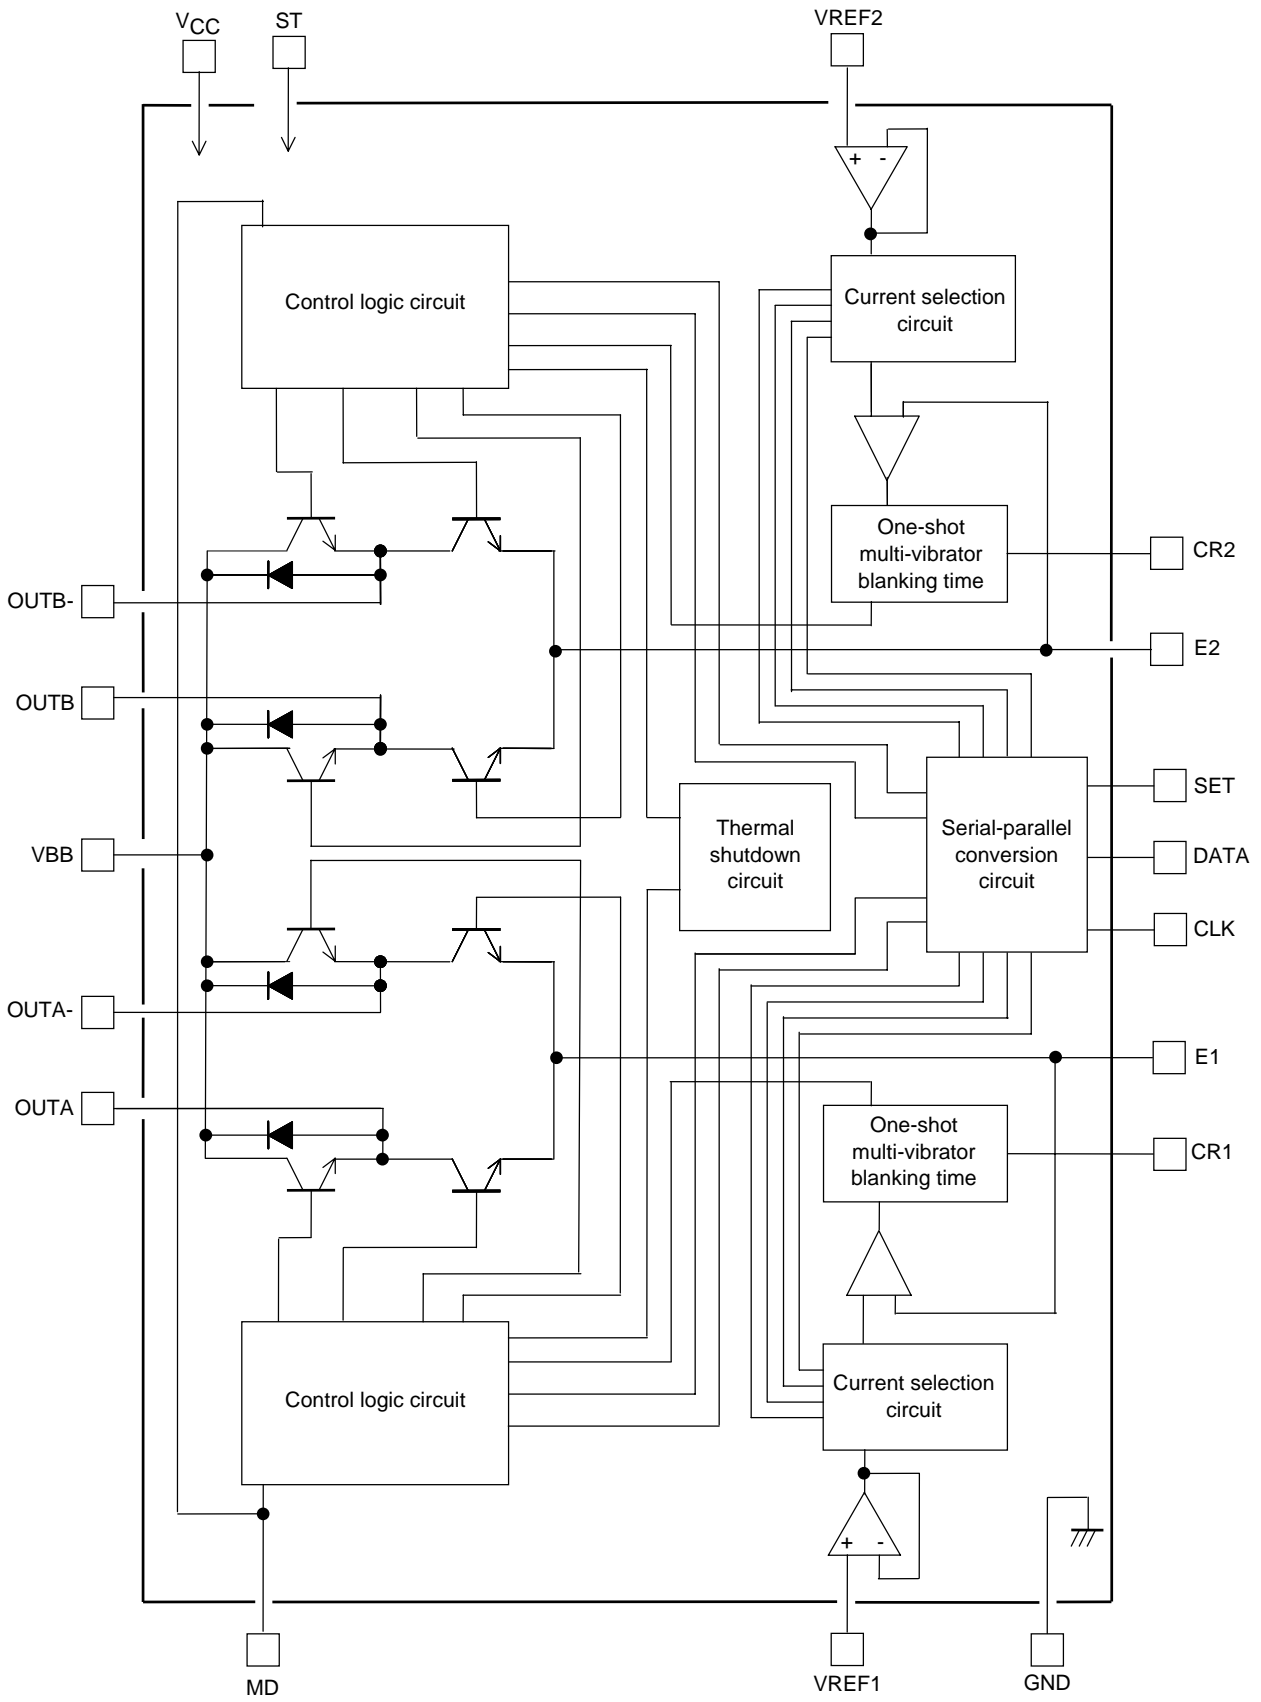 VCC
ST
VREF2
+ -
Control logic circuit
Current selection
circuit
One-shot
multi-vibrator
blanking time
CR2
OUTB-
E2
OUTB
SET
Thermal
shutdown
circuit
Serial-parallel
conversion
circuit
VBB
DATA
CLK
OUTA-
E1
OUTA
One-shot
multi-vibrator
blanking time
CR1
Control logic circuit
Current selection
circuit
+ -
MD
VREF1
GND